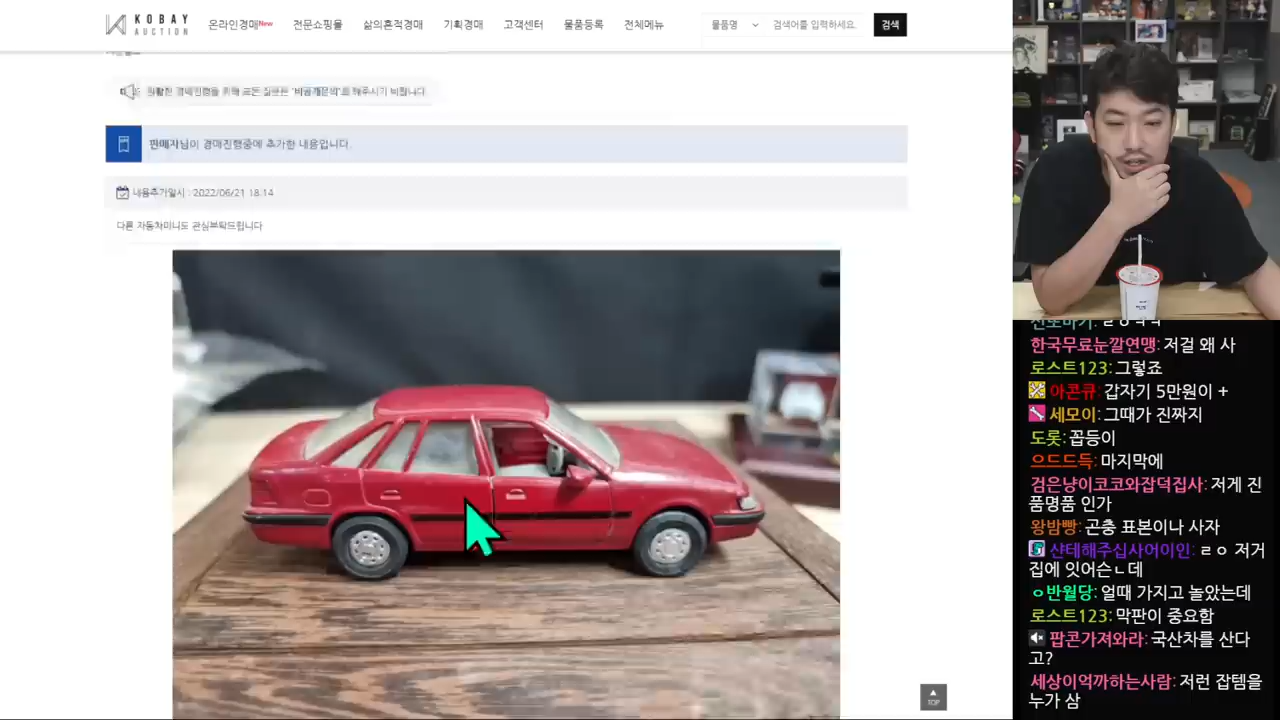 KOBAY
AUCTION
온라인경매New 전문쇼핑몰 삶의흔적경매 기획경매 고객센터 물품등록 전체메뉴
물품명 검색어를 입력하세요. 검색
원활한 경매진행을 위해 모든 질문은 '비공개문의'로 해주시기 바랍니다.
판매자님이 경매진행중에 추가한 내용입니다.
내용추가일시 : 2022/06/21 18:14
다른 자동차미니도 관심부탁드립니다
TOP
한국무료눈깔연맹: 저걸 왜 사
로스트123: 그렇죠
아콘큐: 갑자기 5만원이 +
세모이: 그때가 진짜지
도롯: 꼽등이
으드드득: 마지막에
검은냥이코코와잡덕집사: 저게 진
품명품 인가
왕밤빵: 곤충 표본이나 사자
샨테해주십사어이인: ㄹㅇ 저거
집에 잇어슨ㄴ데
ㅇ반월당: 얼때 가지고 놀았는데
로스트123: 막판이 중요함
팝콘가져와라: 국산차를 산다
고?
세상이억까하는사람: 저런 잡템을
누가 삼